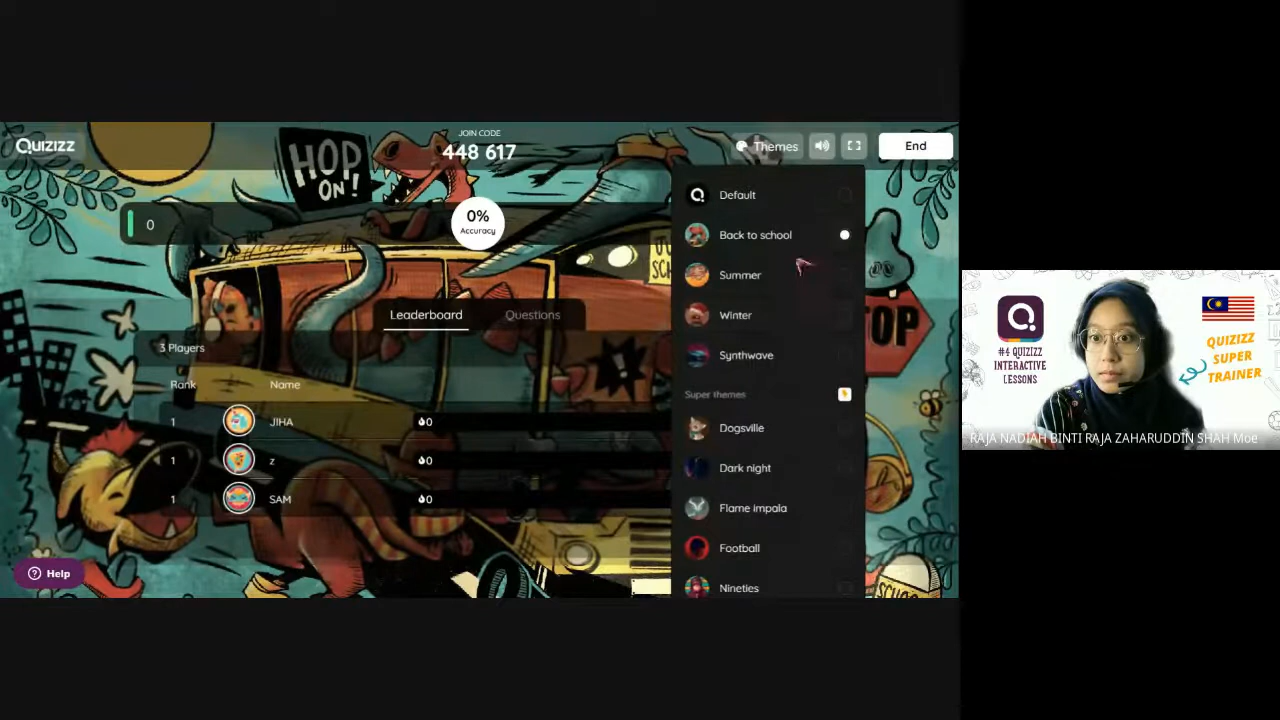 QUIZIZZ
HOP
ON!
JOIN CODE
448 617
Themes
End
0
0%
Accuracy
Leaderboard
Questions
3 Players
Rank
Name
1
JIHA
0
1
z
0
1
SAM
0
Help
Default
Back to school
Summer
Winter
Synthwave
Super themes
Dogsville
Dark night
Flame impala
Football
Nineties
#4 QUIZIZZ
INTERACTIVE
LESSONS
QUIZIZZ
SUPER
TRAINER
RAJA NADIAH BINTI RAJA ZAHARUDDIN SHAH Moe